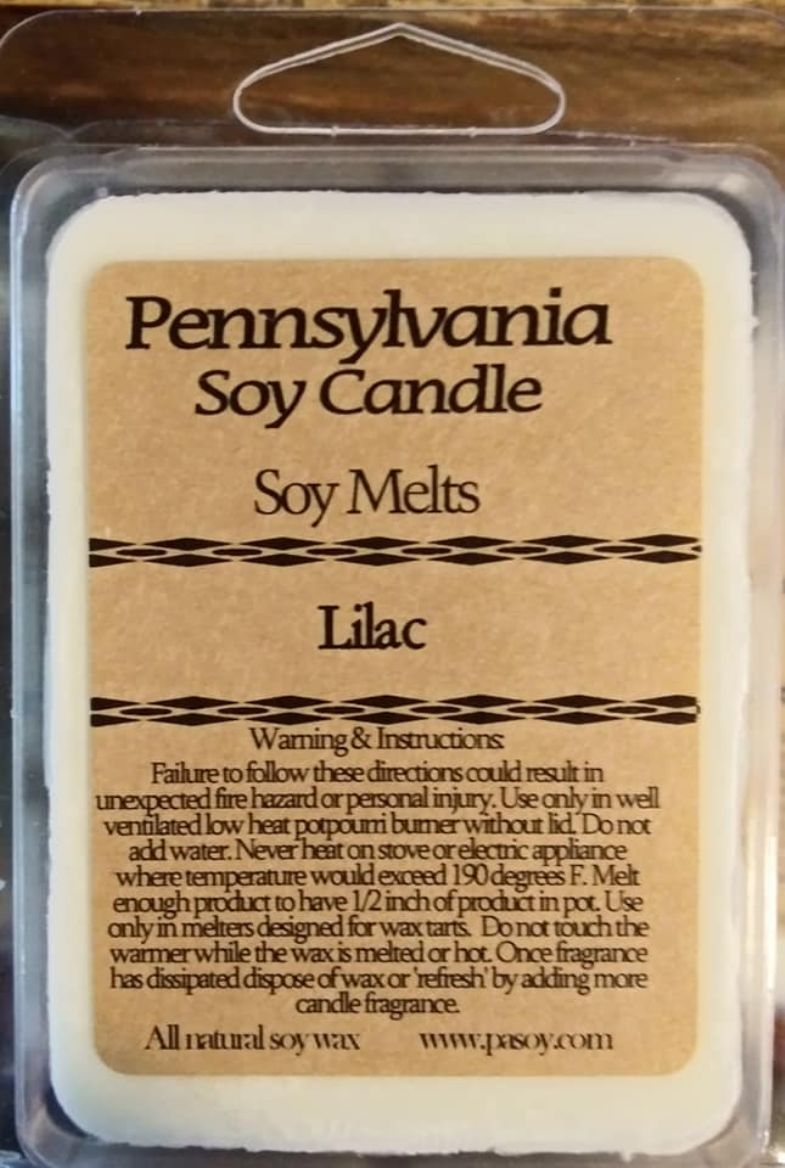 Pennsylvania
Soy Candle
Soy Melts
Lilac
Warning & Instructions:
Failure to follow these directions could result in
unexpected fire hazard or personal injury. Use only in well
ventilated low heat potpourri burner without lid. Do not
add water. Never heat on stove or electric appliance
where temperature would exceed 190 degrees F. Melt
enough product to have 1/2 inch of product in pot. Use
only in melters designed for wax tarts. Do not touch the
warmer while the wax is melted or hot. Once fragrance
has dissipated dispose of wax or 'refresh' by adding more
candle fragrance.
All natural soy wax www.pasoy.com